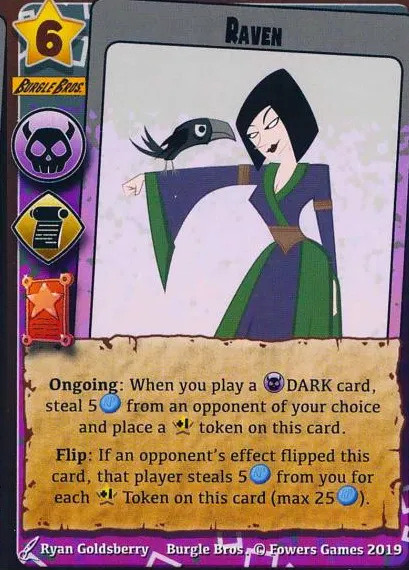 6
RAVEN
BURGLE BROS.
Ongoing: When you play a DARK card,
steal 5 from an opponent of your choice
and place a +1 token on this card.
Flip: If an opponent's effect flipped this
card, that player steals 5 from you for
each +1 Token on this card (max 25).
Ryan Goldsberry Burgle Bros. © Fowers Games 2019